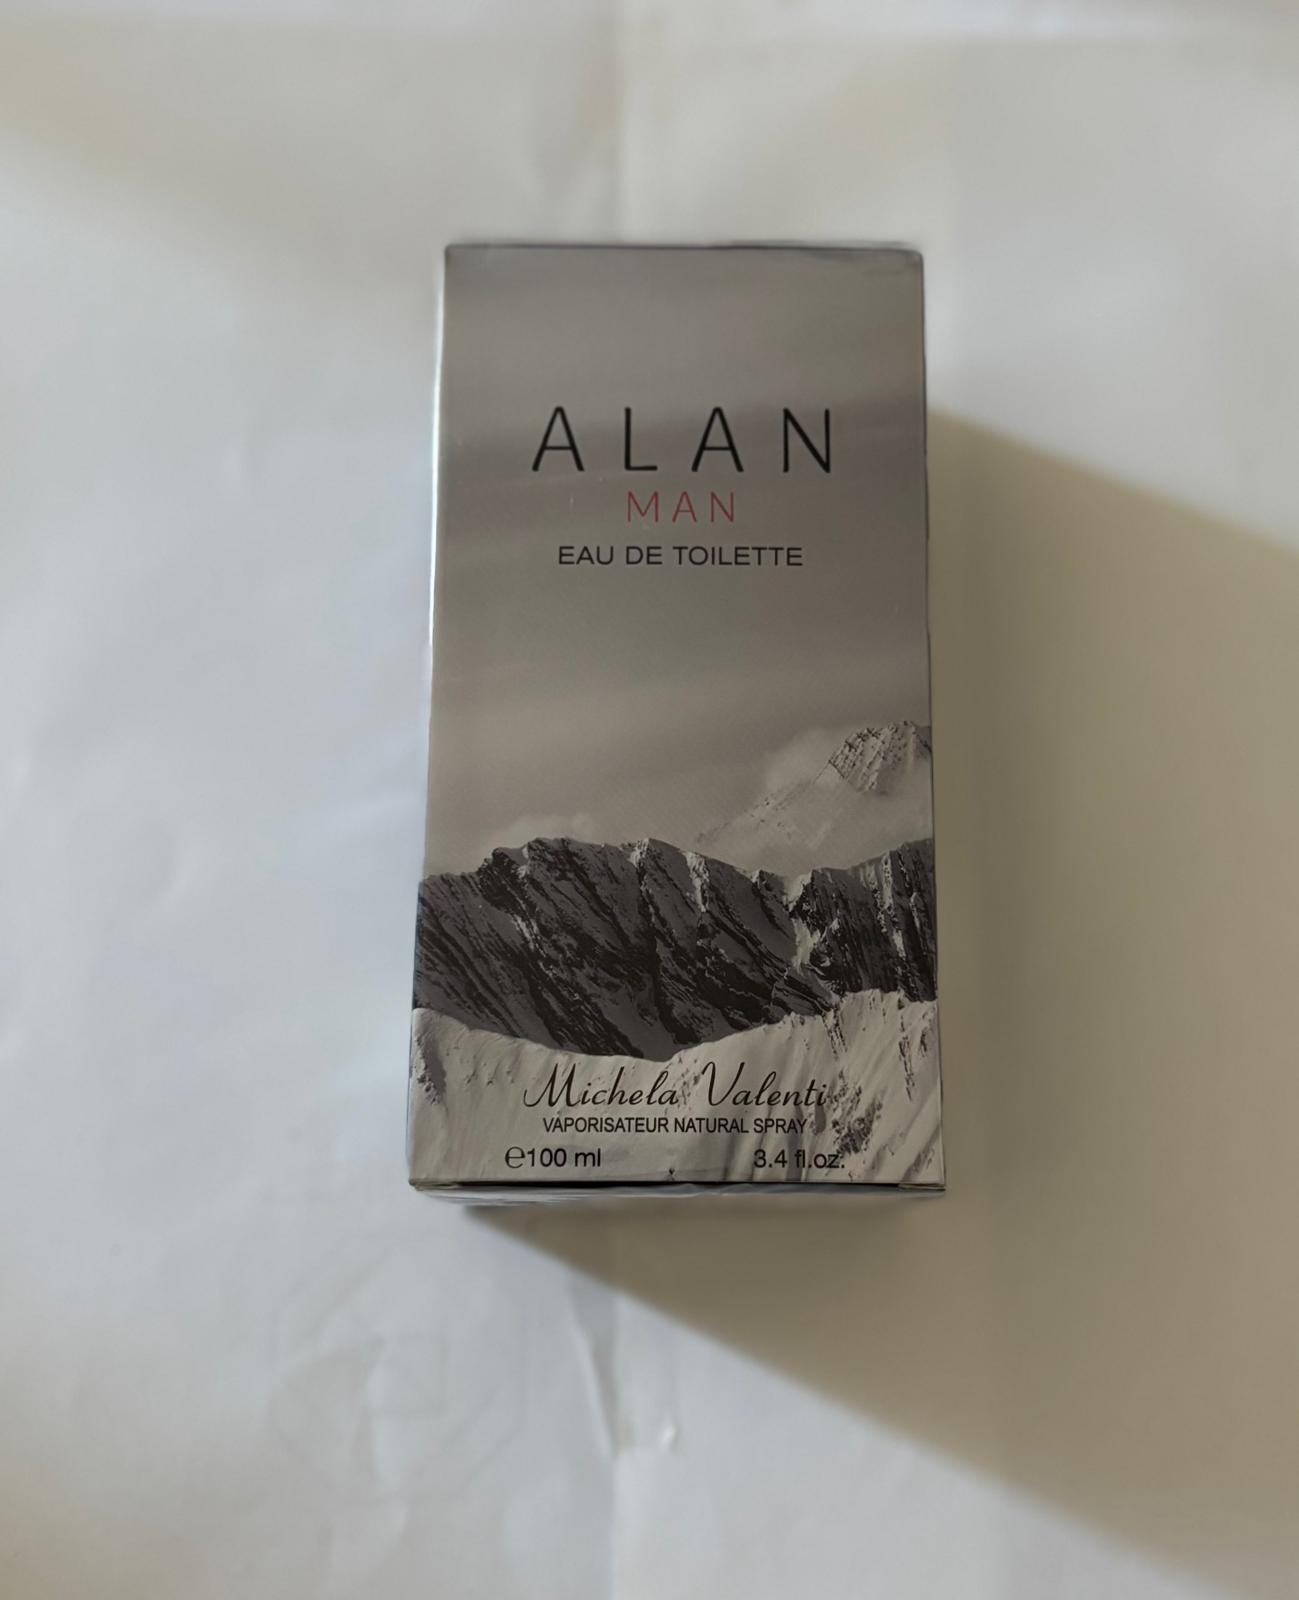 ALAN
MAN
EAU DE TOILETTE
Michela Valenti
VAPORISATEUR NATURAL SPRAY
℮100 ml 3.4 fl.oz.